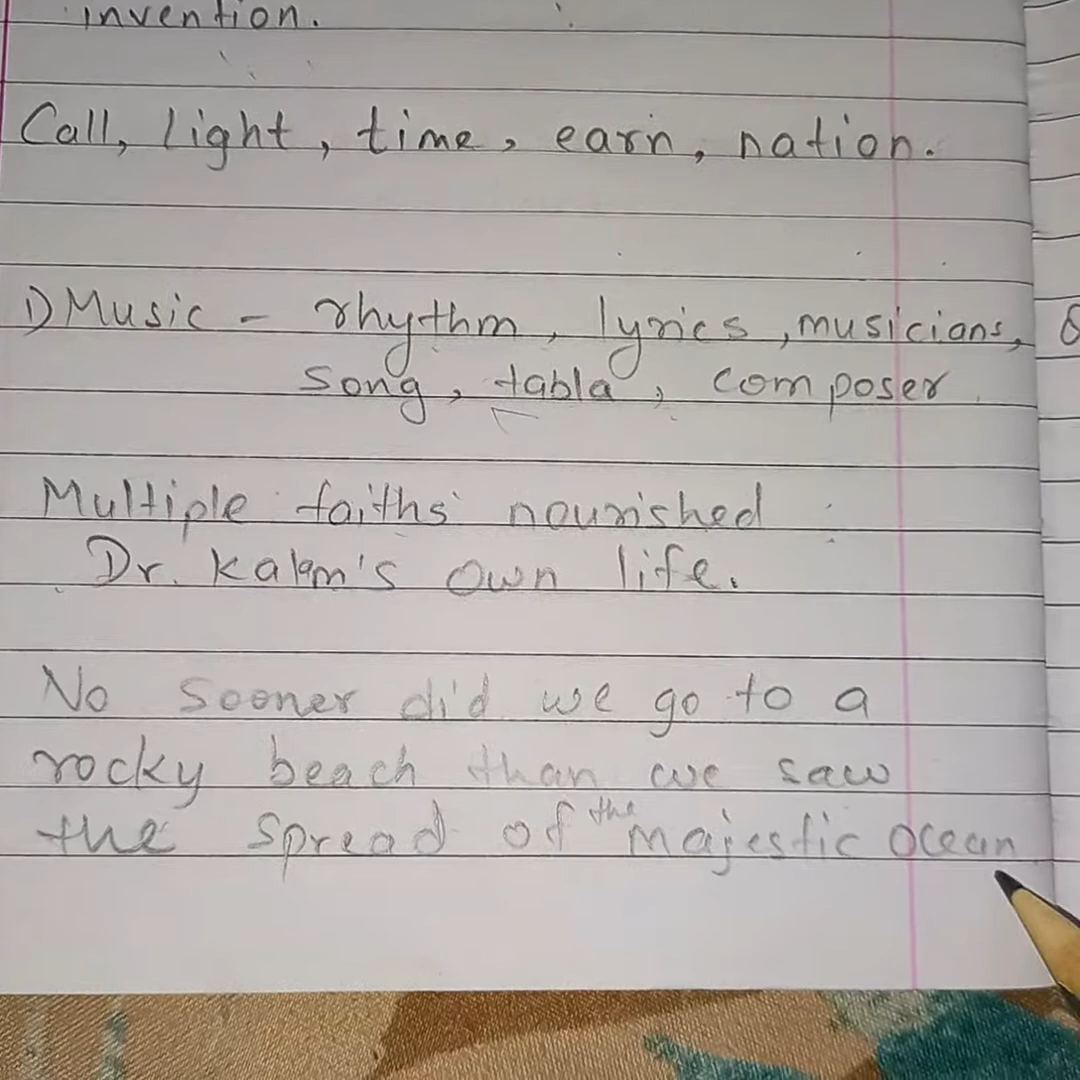 invention.
Call, light, time, earn, nation.
1) Music - rhythm, lyrics, musicians,
song, tabla, composer
Multiple faiths nourished
Dr. Kalam's own life.
No sooner did we go to a
rocky beach than we saw
the spread of the majestic ocean